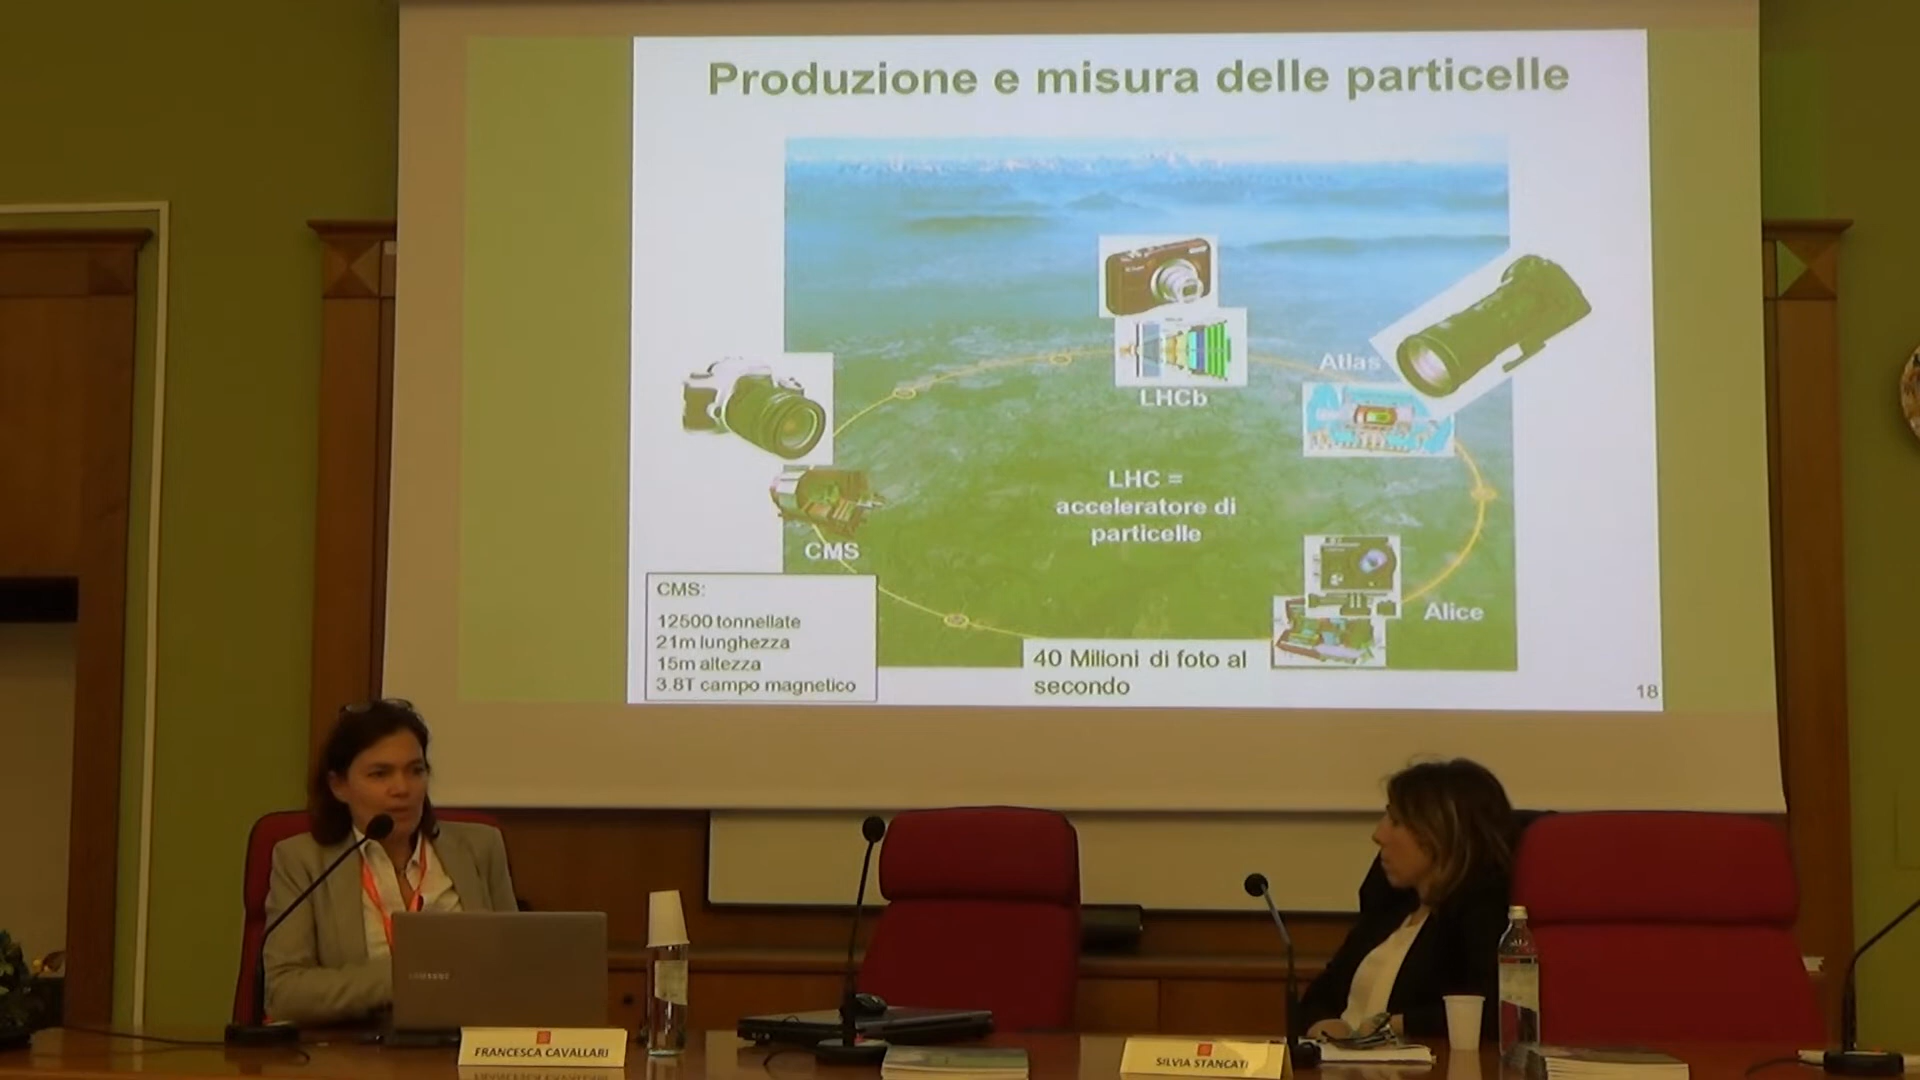 Produzione e misura delle particelle
Atlas
LHCb
LHC =
acceleratore di
particelle
CMS
Alice
CMS:
12500 tonnellate
21m lunghezza
15m altezza
3.8T campo magnetico
40 Milioni di foto al
secondo
18
SAMSUNG
FRANCESCA CAVALLARI
SILVIA STANCATI